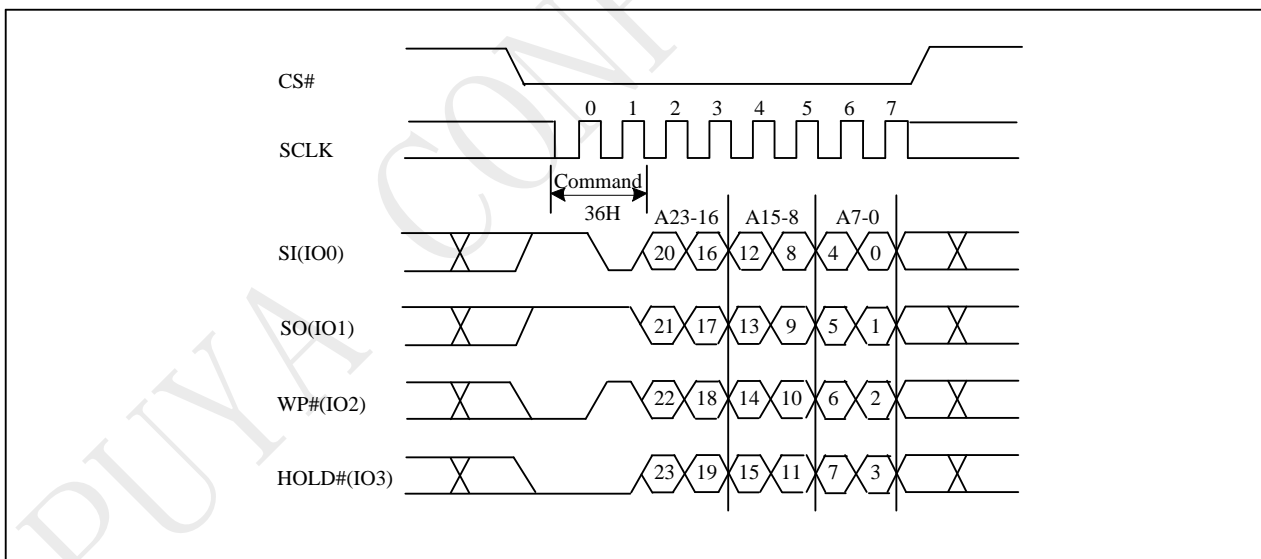 CS#
0 1 2 3 4 5 6 7
SCLK
Command
36H
A23-16 A15-8 A7-0
SI(IO0) 20 16 12 8 4 0
SO(IO1) 21 17 13 9 5 1
WP#(IO2) 22 18 14 10 6 2
HOLD#(IO3) 23 19 15 11 7 3
PUYA